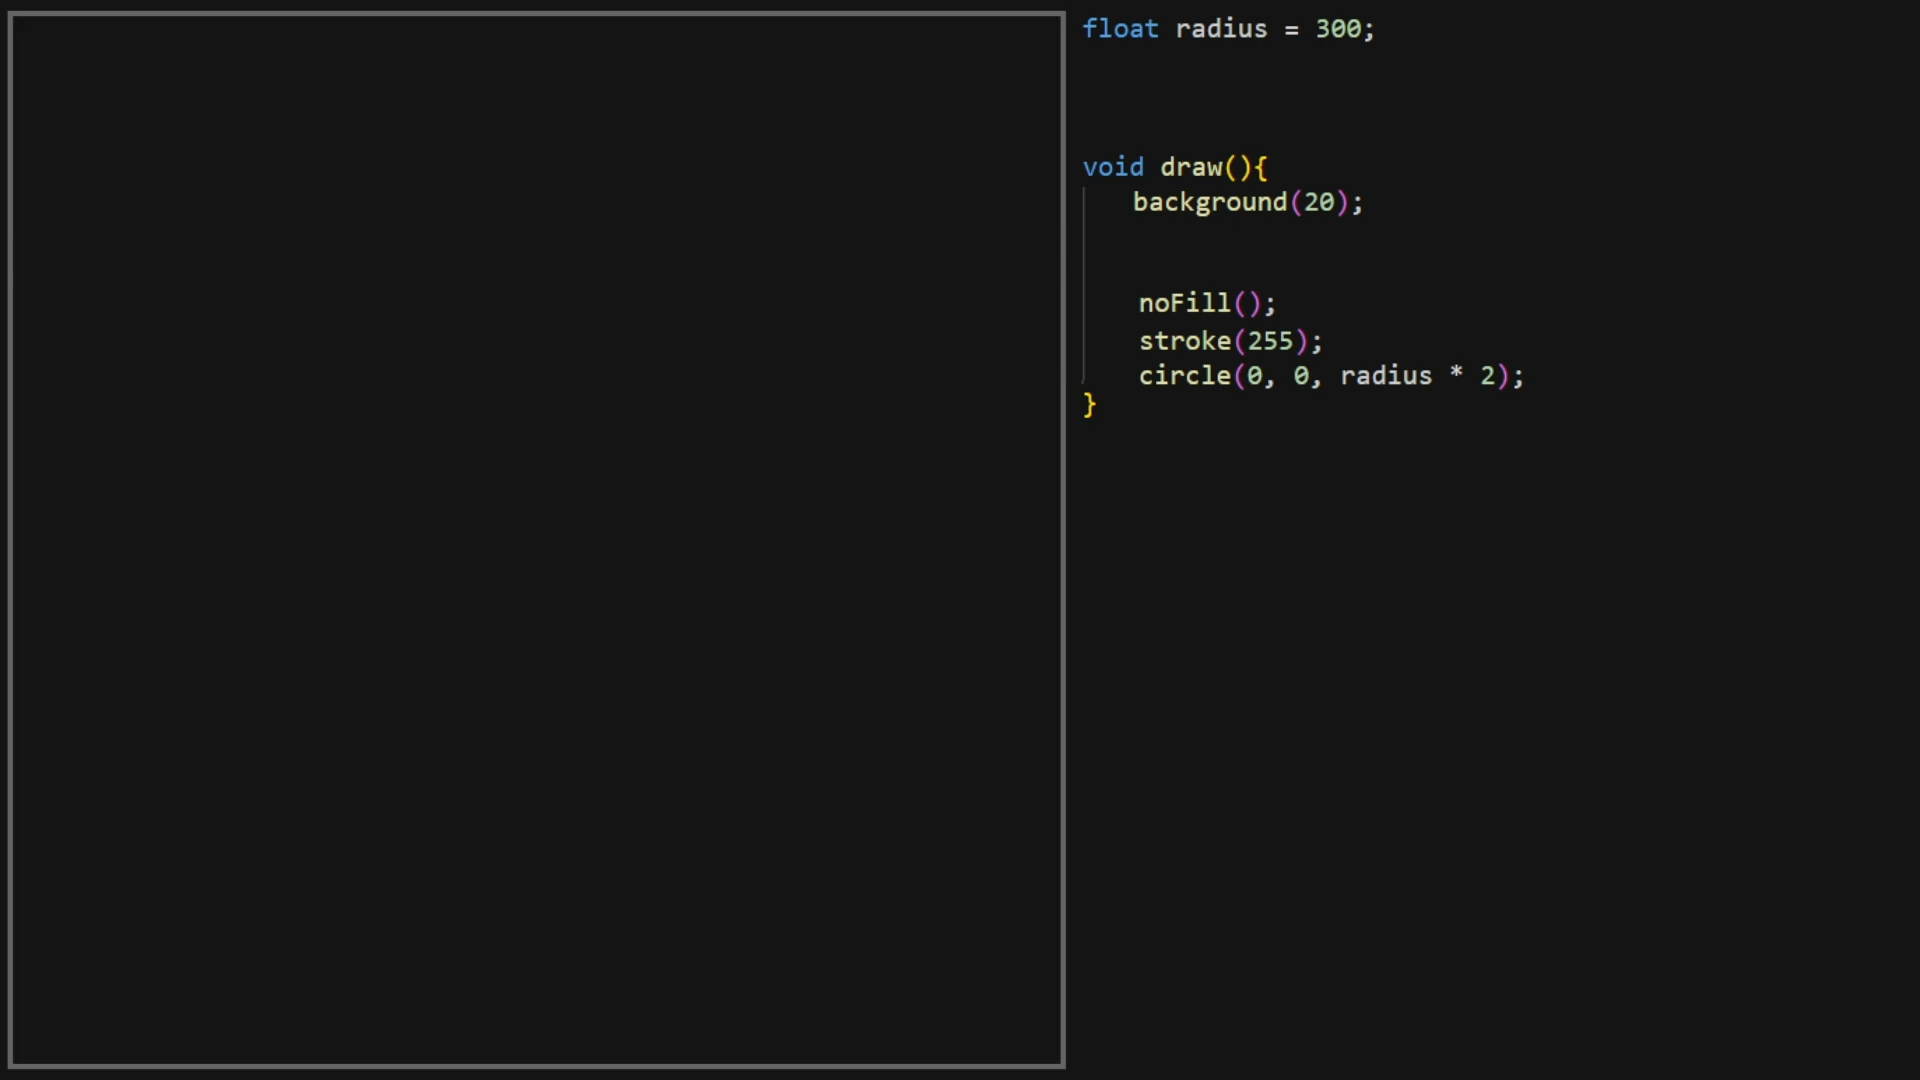 float radius = 300;
void draw(){
background(20);
noFill();
stroke(255);
circle(0, 0, radius * 2);
}